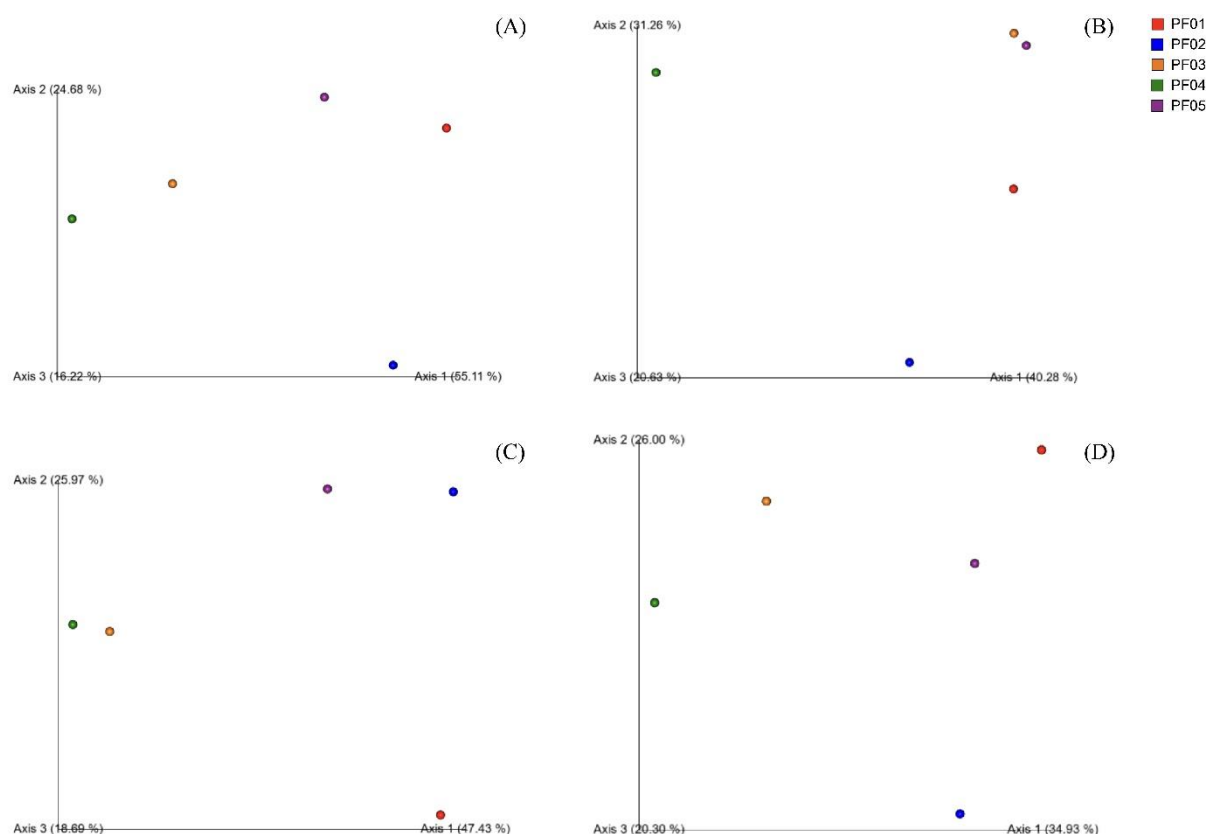 (A)
Axis 2 (24.68 %)
Axis 3 (16.22 %)
Axis 1 (55.11 %)
(B)
Axis 2 (31.26 %)
Axis 3 (20.63 %)
Axis 1 (40.28 %)
PF01
PF02
PF03
PF04
PF05
(C)
Axis 2 (25.97 %)
Axis 3 (18.69 %)
Axis 1 (47.43 %)
(D)
Axis 2 (26.00 %)
Axis 3 (20.30 %)
Axis 1 (34.93 %)